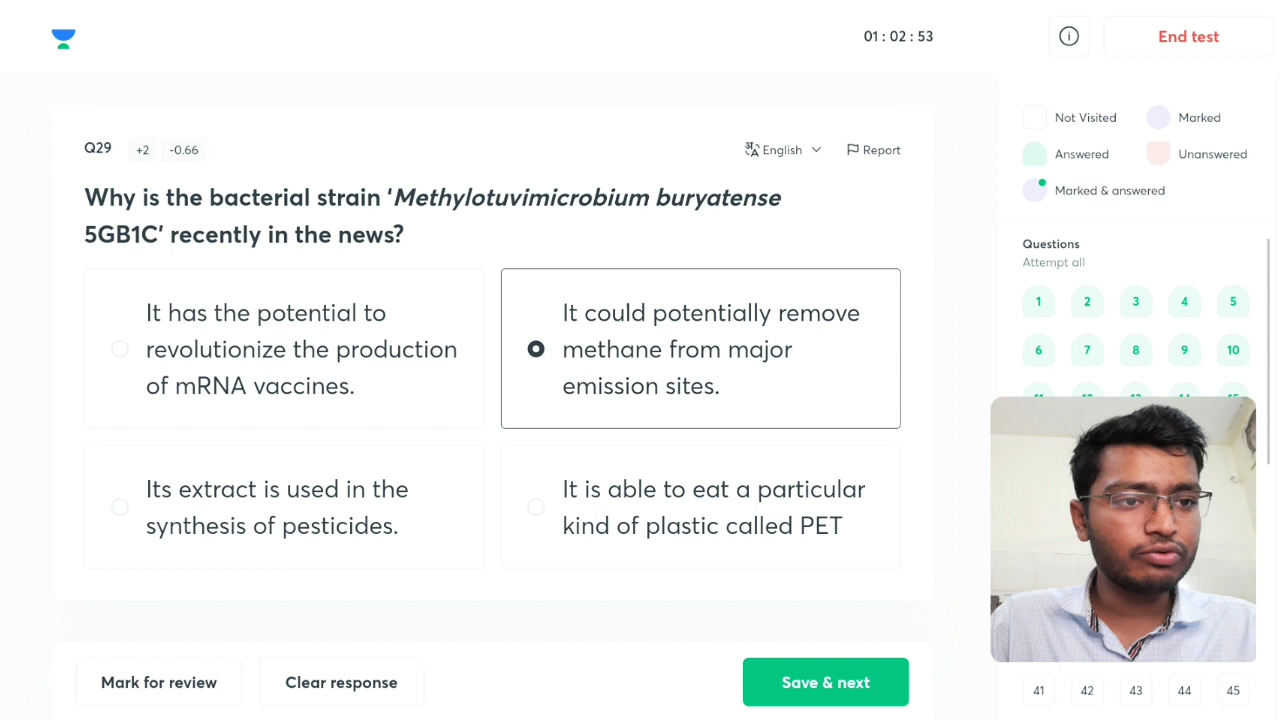 01 : 02 : 53
End test
Q29
+2
-0.66
English
Report
Why is the bacterial strain ‘Methylotuvimicrobium buryatense
5GB1C’ recently in the news?
It has the potential to
revolutionize the production
of mRNA vaccines.
It could potentially remove
methane from major
emission sites.
Its extract is used in the
synthesis of pesticides.
It is able to eat a particular
kind of plastic called PET
Mark for review
Clear response
Save & next
Not Visited
Marked
Answered
Unanswered
Marked & answered
Questions
Attempt all
1 2 3 4 5
6 7 8 9 10
41 42 43 44 45